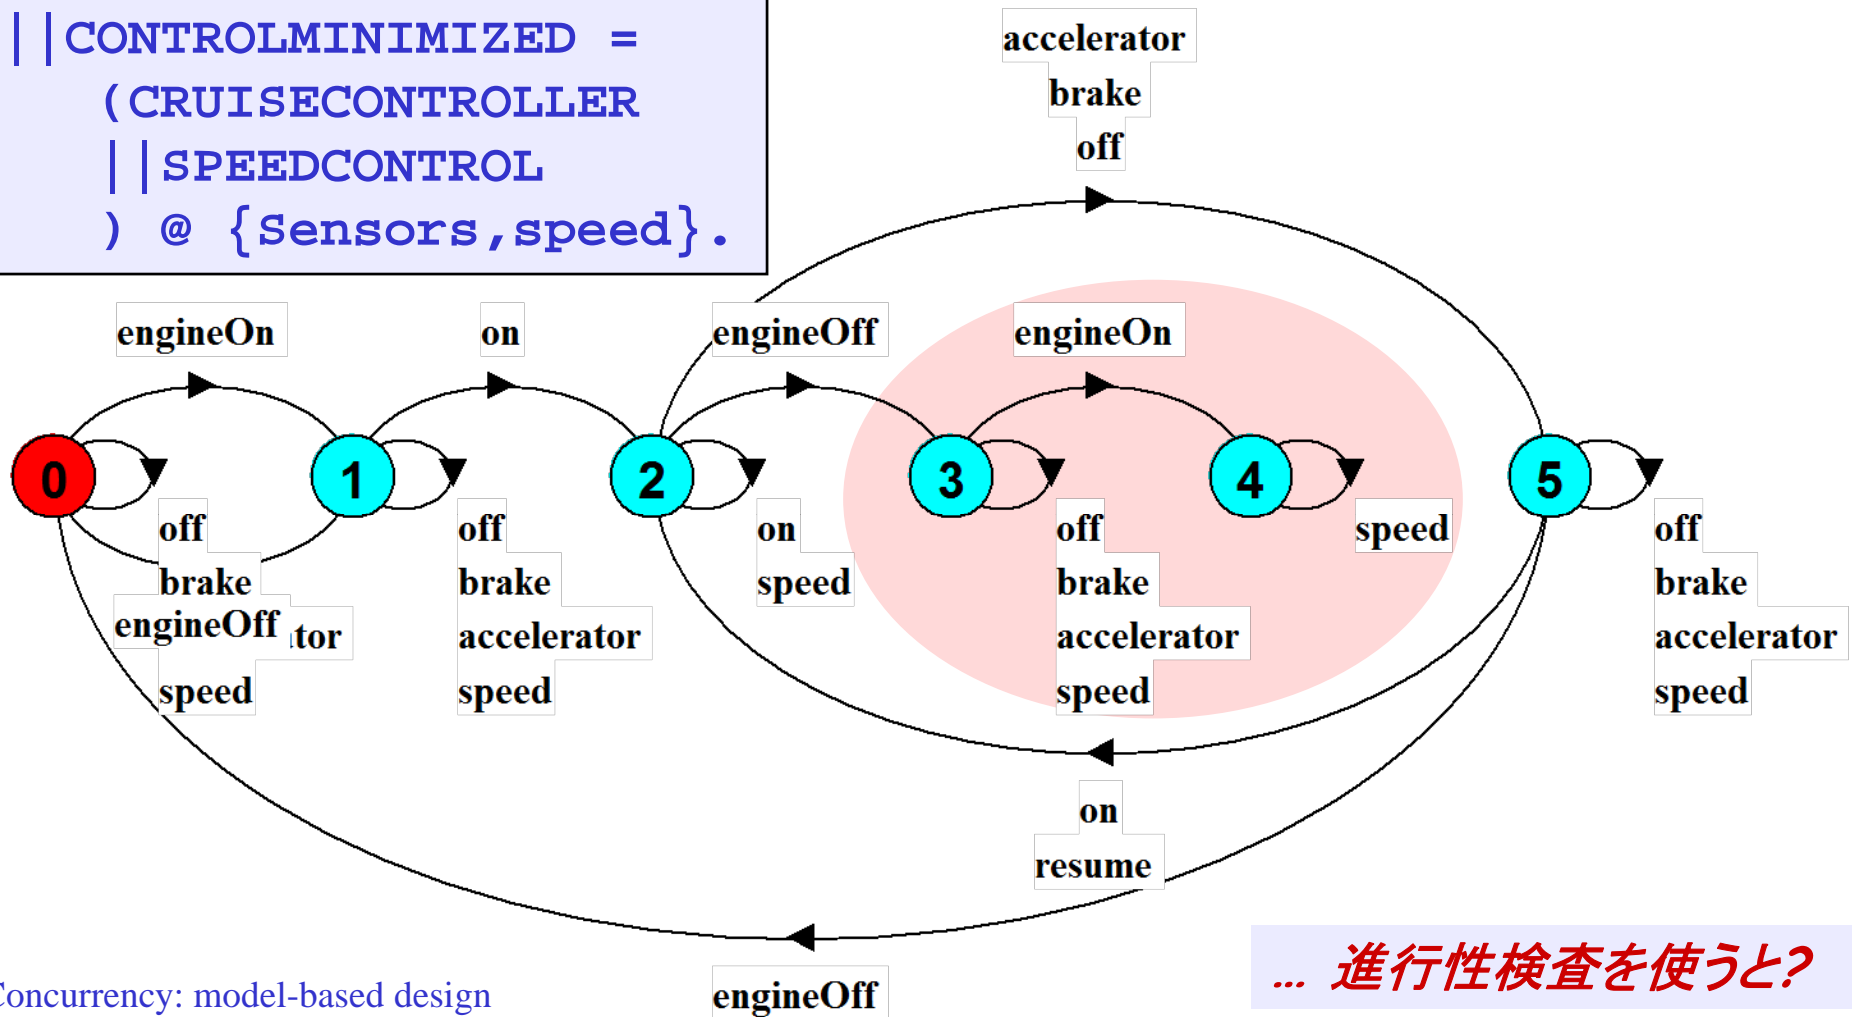 ||CONTROLMINIMIZED =
(CRUISECONTROLLER
||SPEEDCONTROL
) @ {Sensors,speed}.
accelerator
brake
off
engineOn
on
engineOff
engineOn
0
1
2
3
4
5
off
brake
engineOff
speed
off
brake
accelerator
speed
on
speed
off
brake
accelerator
speed
speed
off
brake
accelerator
speed
on
resume
engineOff
... 進行性検査を使うと?
Concurrency: model-based design